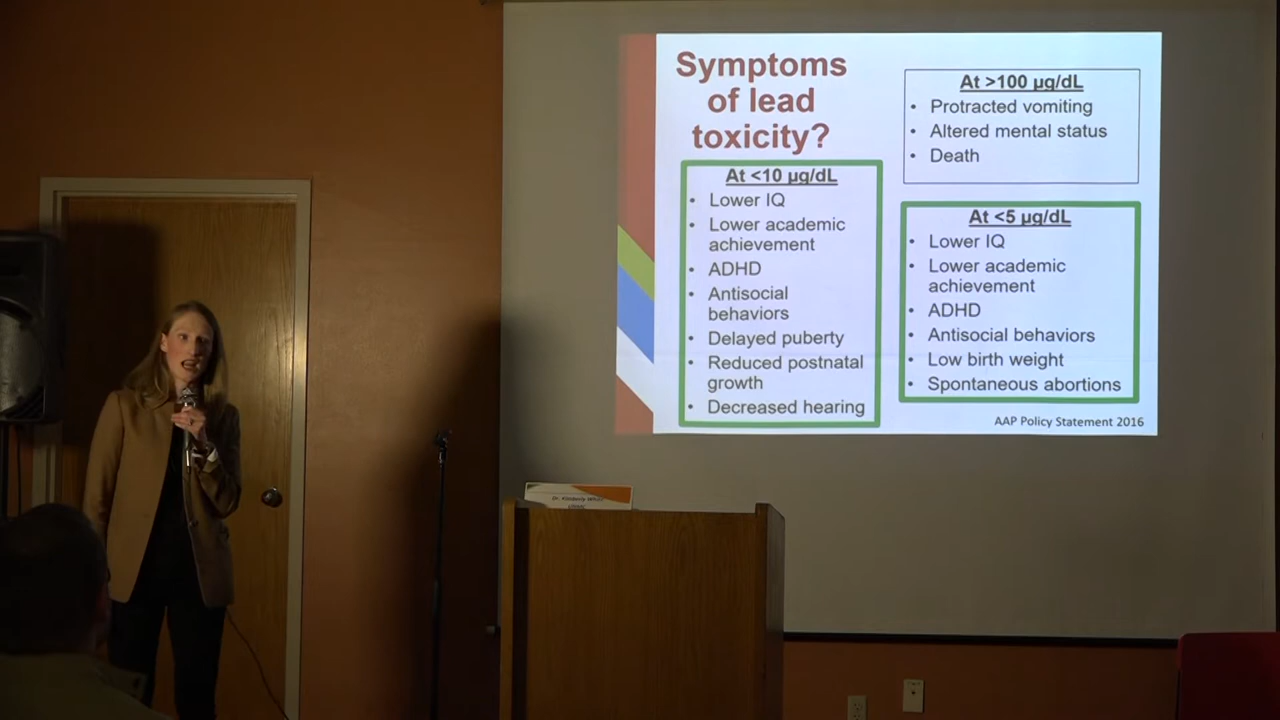 Symptoms
of lead
toxicity?
At <10 µg/dL
• Lower IQ
• Lower academic
achievement
• ADHD
• Antisocial
behaviors
• Delayed puberty
• Reduced postnatal
growth
• Decreased hearing
At >100 µg/dL
• Protracted vomiting
• Altered mental status
• Death
At <5 µg/dL
• Lower IQ
• Lower academic
achievement
• ADHD
• Antisocial behaviors
• Low birth weight
• Spontaneous abortions
AAP Policy Statement 2016
Dr. Kimberly